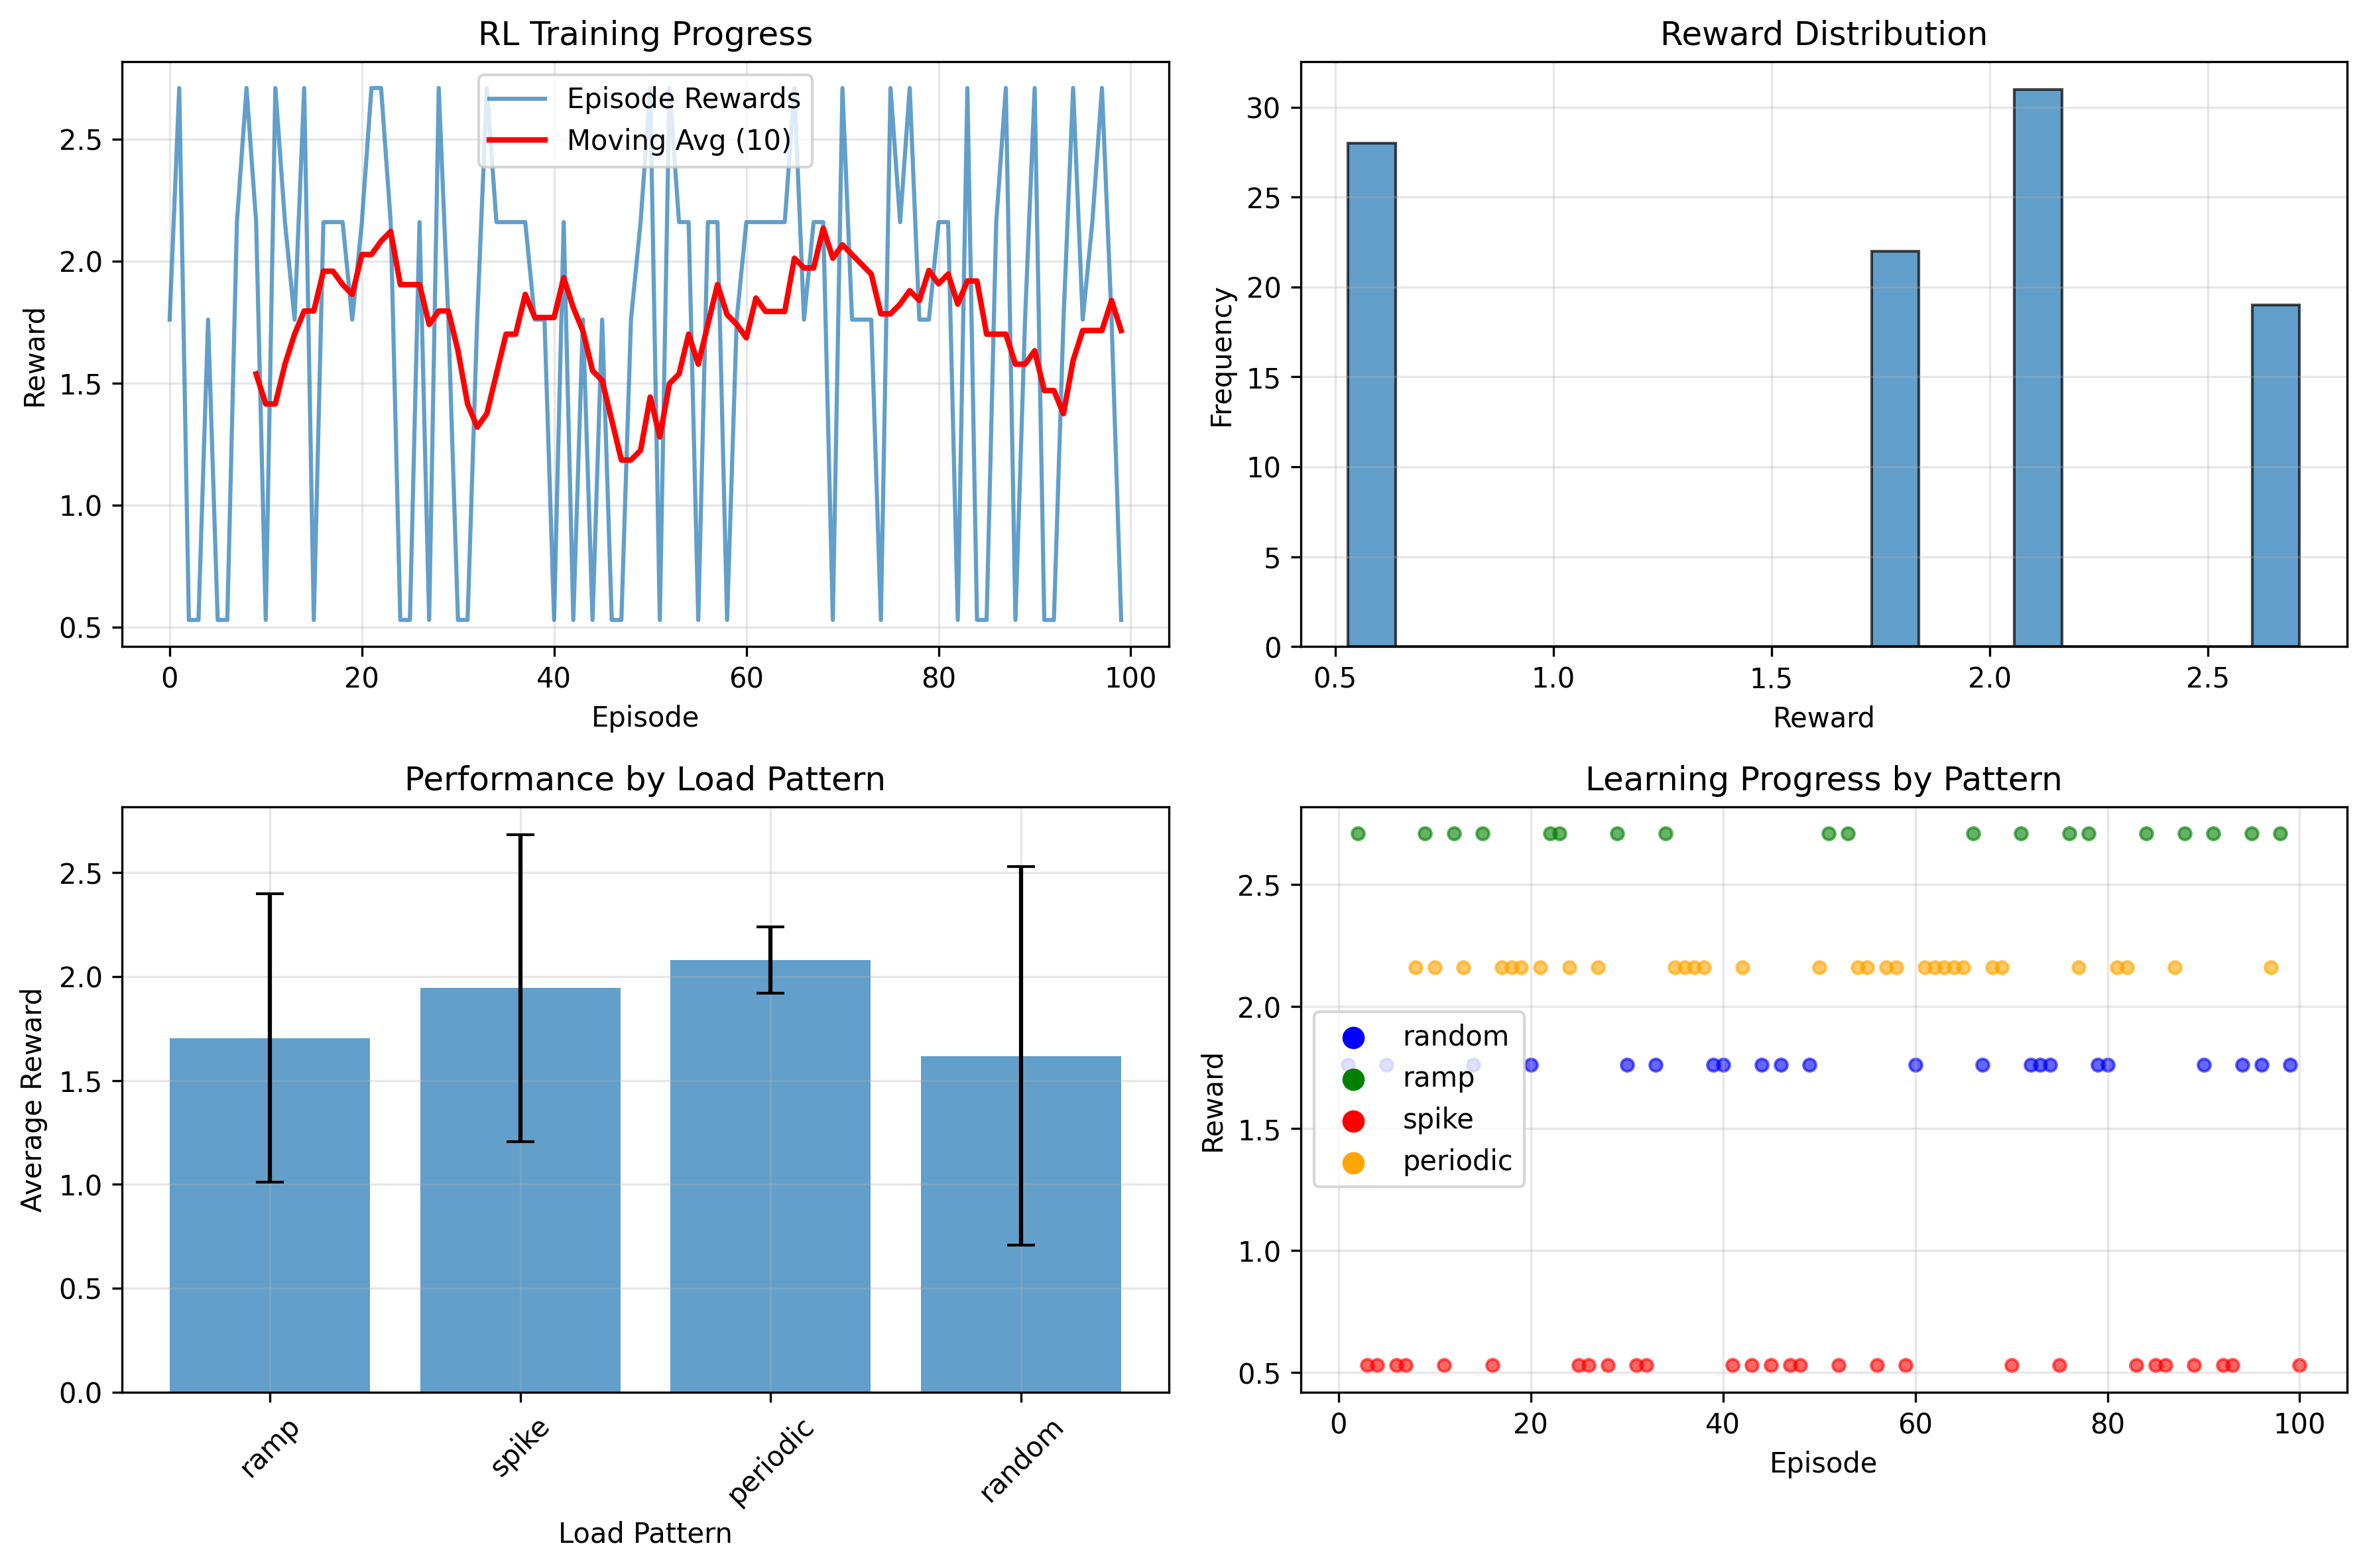 RL Training Progress
Reward
2.5
2.0
1.5
1.0
0.5
Episode Rewards
Moving Avg (10)
0 20 40 60 80 100
Episode
Reward Distribution
Frequency
30
25
20
15
10
5
0
0.5 1.0 1.5 2.0 2.5
Reward
Performance by Load Pattern
Average Reward
2.5
2.0
1.5
1.0
0.5
0.0
ramp spike periodic random
Load Pattern
Learning Progress by Pattern
Reward
2.5
2.0
1.5
1.0
0.5
random
ramp
spike
periodic
0 20 40 60 80 100
Episode